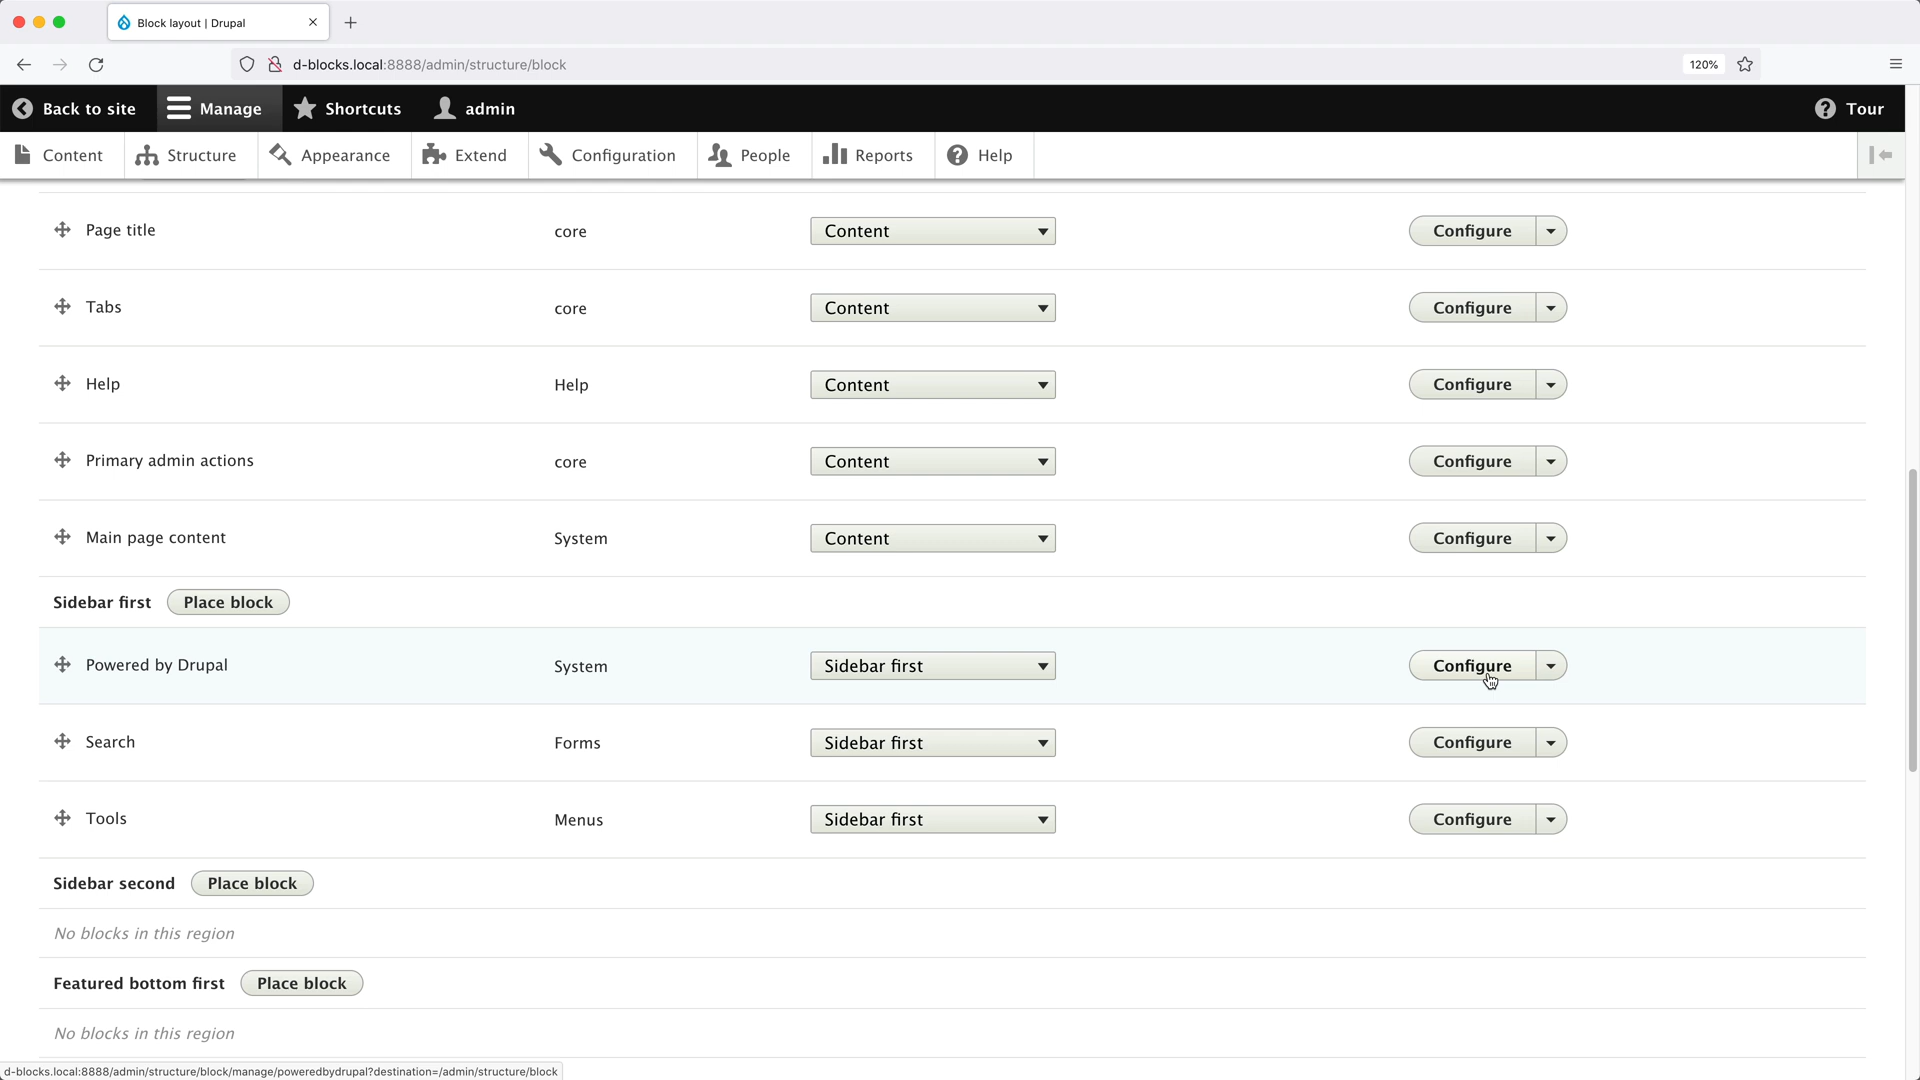 Block layout | Drupal
d-blocks.local:8888/admin/structure/block 120%
Back to site Manage Shortcuts admin Tour
Content Structure Appearance Extend Configuration People Reports Help
Page title core Content Configure
Tabs core Content Configure
Help Help Content Configure
Primary admin actions core Content Configure
Main page content System Content Configure
Sidebar first Place block
Powered by Drupal System Sidebar first Configure
Search Forms Sidebar first Configure
Tools Menus Sidebar first Configure
Sidebar second Place block
No blocks in this region
Featured bottom first Place block
No blocks in this region
d-blocks.local:8888/admin/structure/block/manage/poweredbydrupal?destination=/admin/structure/block